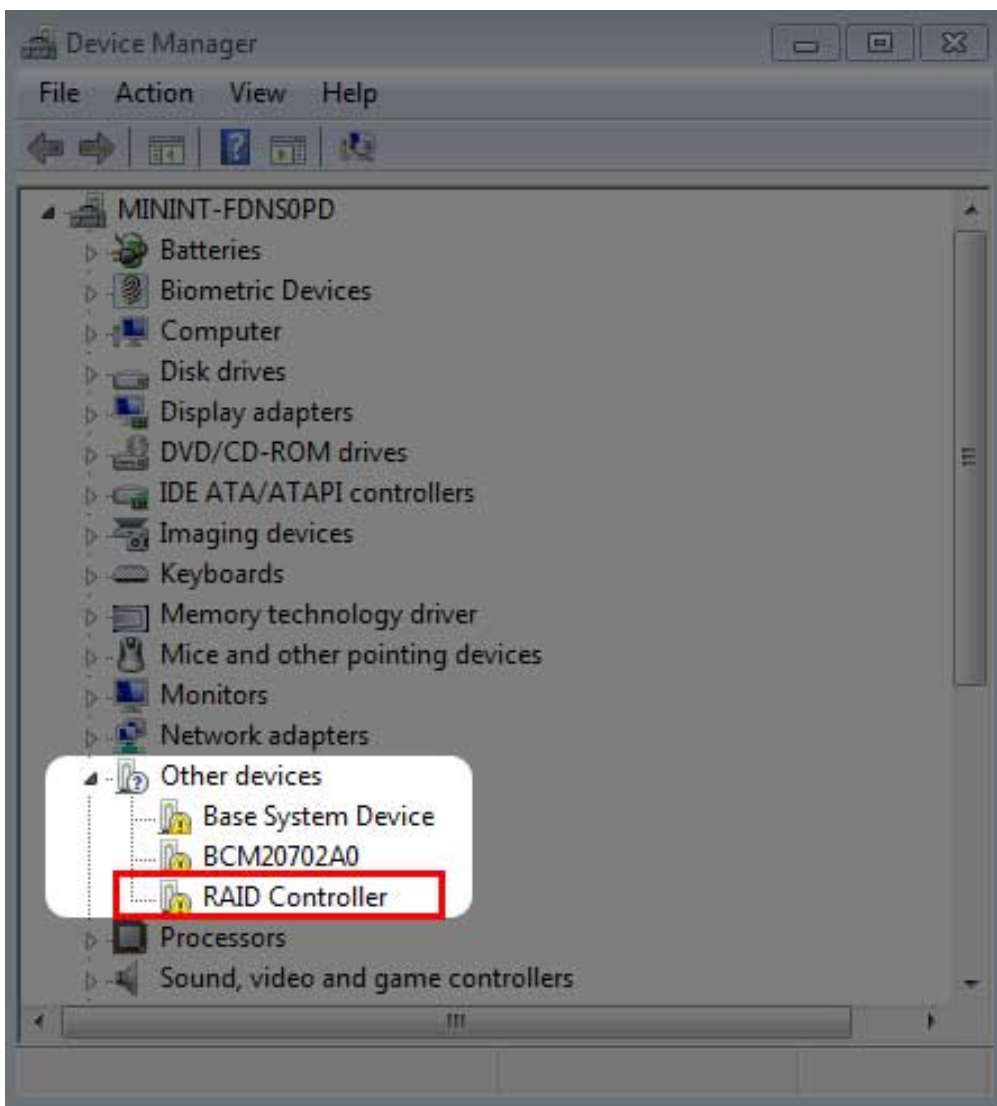 Device Manager
File Action View Help
MININT-FDNS0PD
Batteries
Biometric Devices
Computer
Disk drives
Display adapters
DVD/CD-ROM drives
IDE ATA/ATAPI controllers
Imaging devices
Keyboards
Memory technology driver
Mice and other pointing devices
Monitors
Network adapters
Other devices
Base System Device
BCM20702A0
RAID Controller
Processors
Sound, video and game controllers